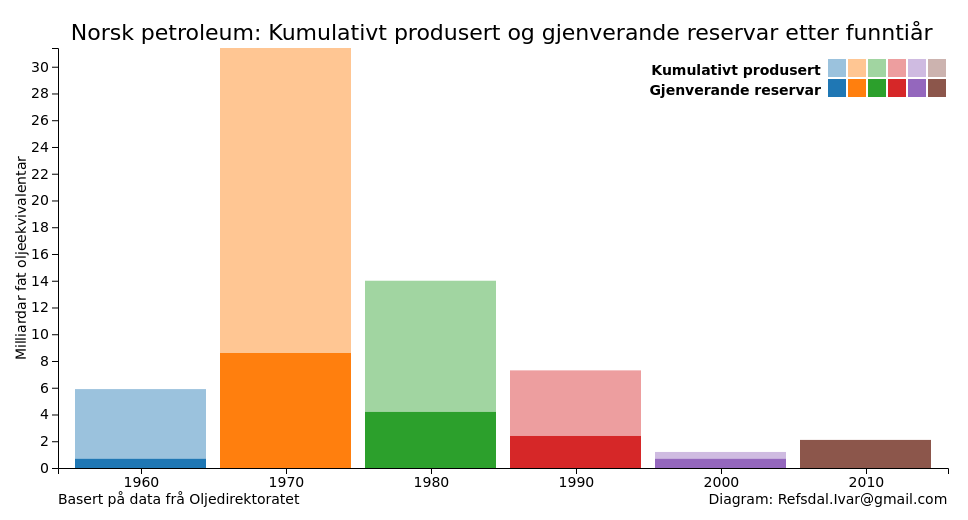 Norsk petroleum: Kumulativt produsert og gjenverande reservar etter funntiår
Kumulativt produsert
Gjenverande reservar
Milliardar fat oljeekvivalentar
30
28
26
24
22
20
18
16
14
12
10
8
6
4
2
0
1960 1970 1980 1990 2000 2010
Basert på data frå Oljedirektoratet
Diagram: Refsdal.Ivar@gmail.com